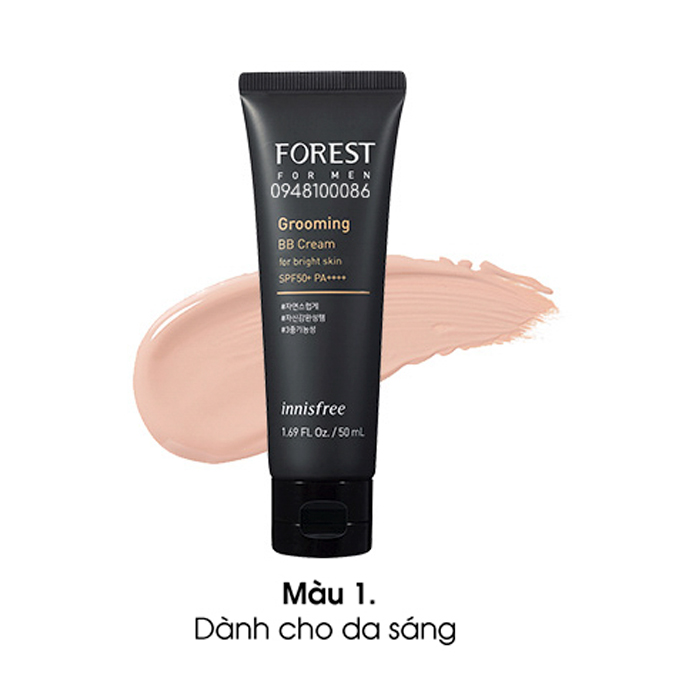 FOREST
FOR MEN
0948100086
Grooming
BB Cream
for bright skin
SPF50+ PA++++
#자연스럽게
#자신감완성템
#3중기능성
innisfree
1.69 FL. Oz. / 50 mL
Màu 1.
Dành cho da sáng